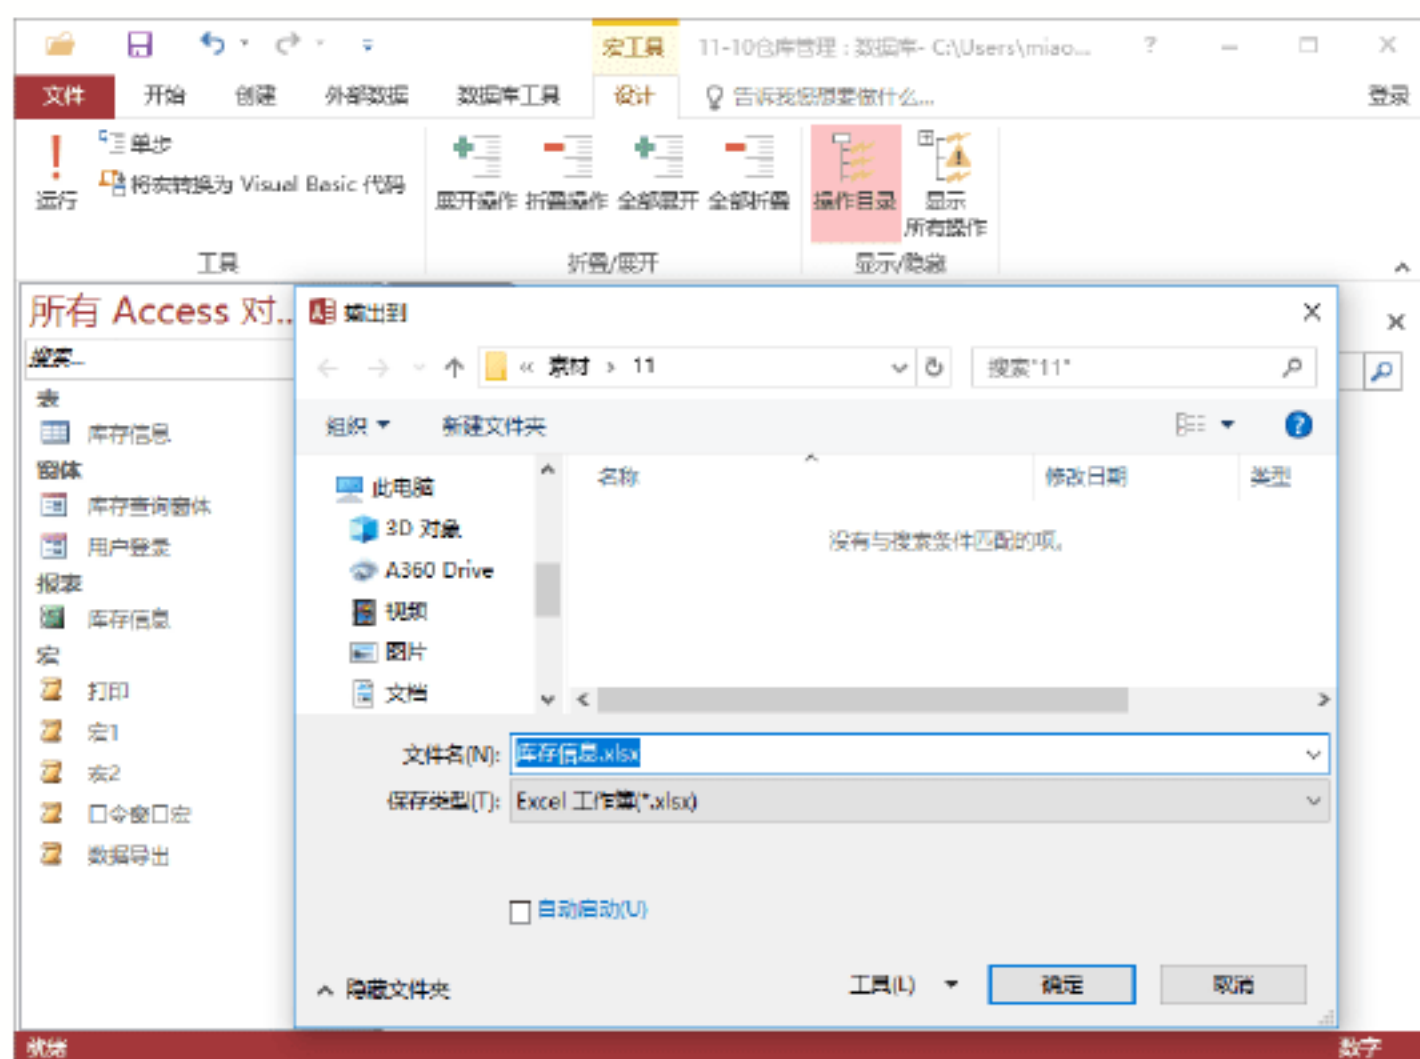 宏工具 11-10仓库管理 : 数据库- C:\Users\miao... ?
文件 开始 创建 外部数据 数据库工具 设计 告诉我您想要做什么... 登录
单步
将宏转换为 Visual Basic 代码
运行
展开操作 折叠操作 全部展开 全部折叠 操作目录 显示
所有操作
工具 折叠/展开 显示/隐藏
所有 Access 对...
搜索...
表
库存信息
窗体
库存查询窗体
用户登录
报表
库存信息
宏
打印
宏1
宏2
口令窗口宏
数据导出
输出到
« 素材 › 11
搜索"11"
组织 新建文件夹
此电脑
3D 对象
A360 Drive
视频
图片
文档
名称 修改日期 类型
没有与搜索条件匹配的项。
文件名(N): 库存信息.xlsx
保存类型(T): Excel 工作簿(*.xlsx)
自动启动(U)
隐藏文件夹 工具(L) 确定 取消
就绪 数字